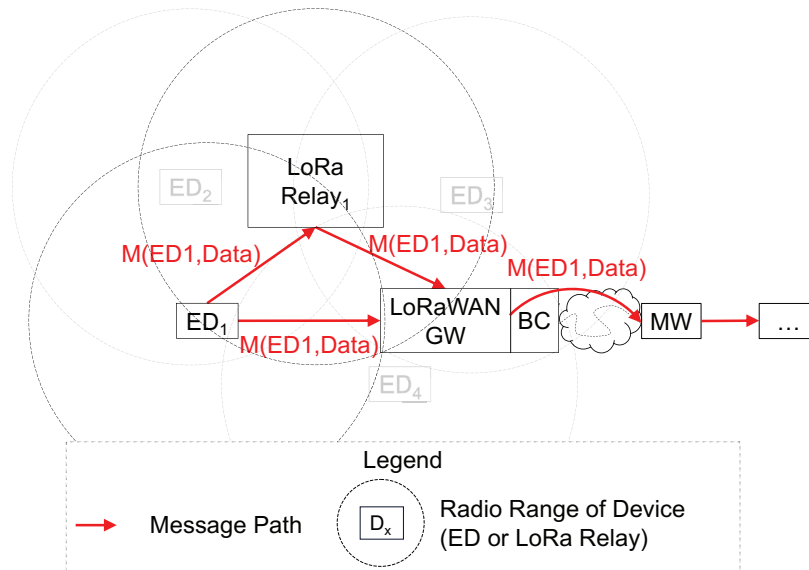 LoRa
Relay1
ED2
ED3
M(ED1,Data)
M(ED1,Data)
M(ED1,Data)
ED1
LoRaWAN
GW
BC
MW
...
M(ED1,Data)
ED4
Legend
Message Path
Dx
Radio Range of Device
(ED or LoRa Relay)